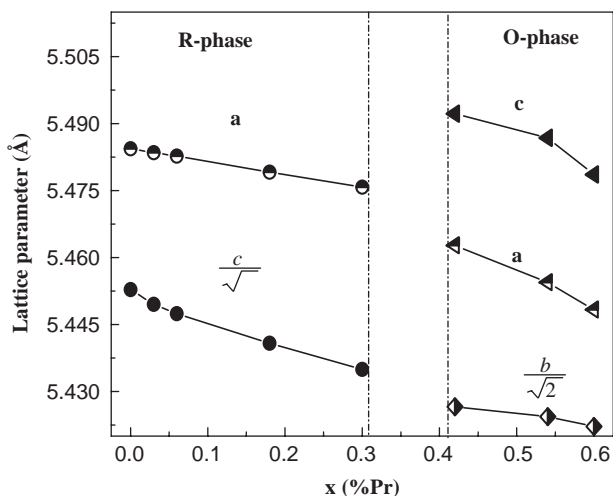 R-phase
O-phase
5.505
5.490
5.475
5.460
5.445
5.430
a
c
c
√
a
b
√2
0.0 0.1 0.2 0.3 0.4 0.5 0.6
x (%Pr)
Lattice parameter (Å)